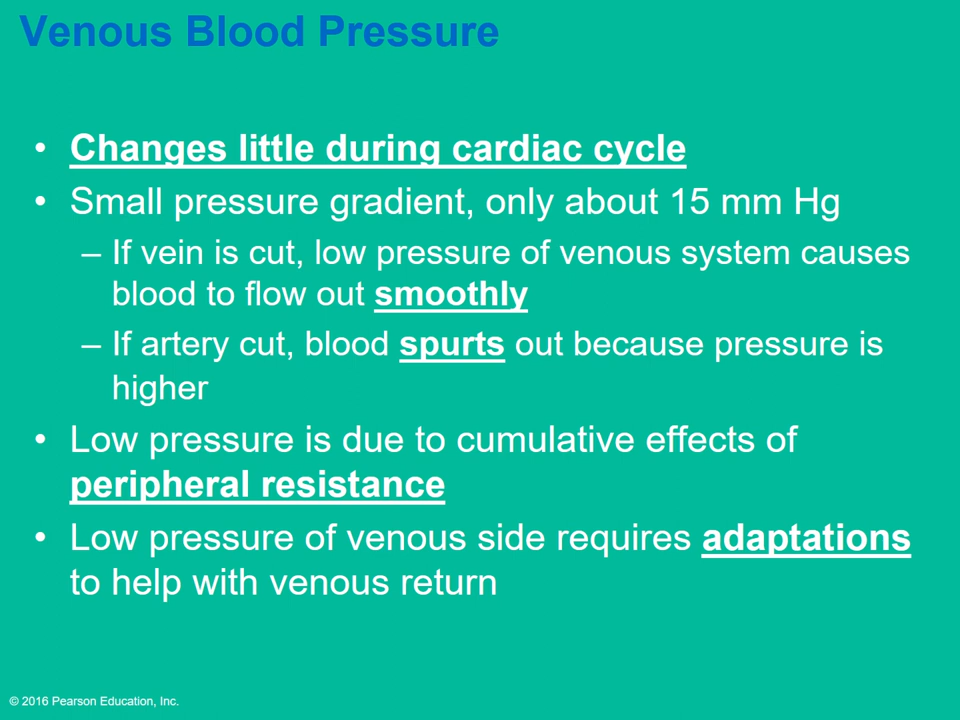 Venous Blood Pressure
• Changes little during cardiac cycle
• Small pressure gradient, only about 15 mm Hg
– If vein is cut, low pressure of venous system causes
blood to flow out smoothly
– If artery cut, blood spurts out because pressure is
higher
• Low pressure is due to cumulative effects of
peripheral resistance
• Low pressure of venous side requires adaptations
to help with venous return
© 2016 Pearson Education, Inc.